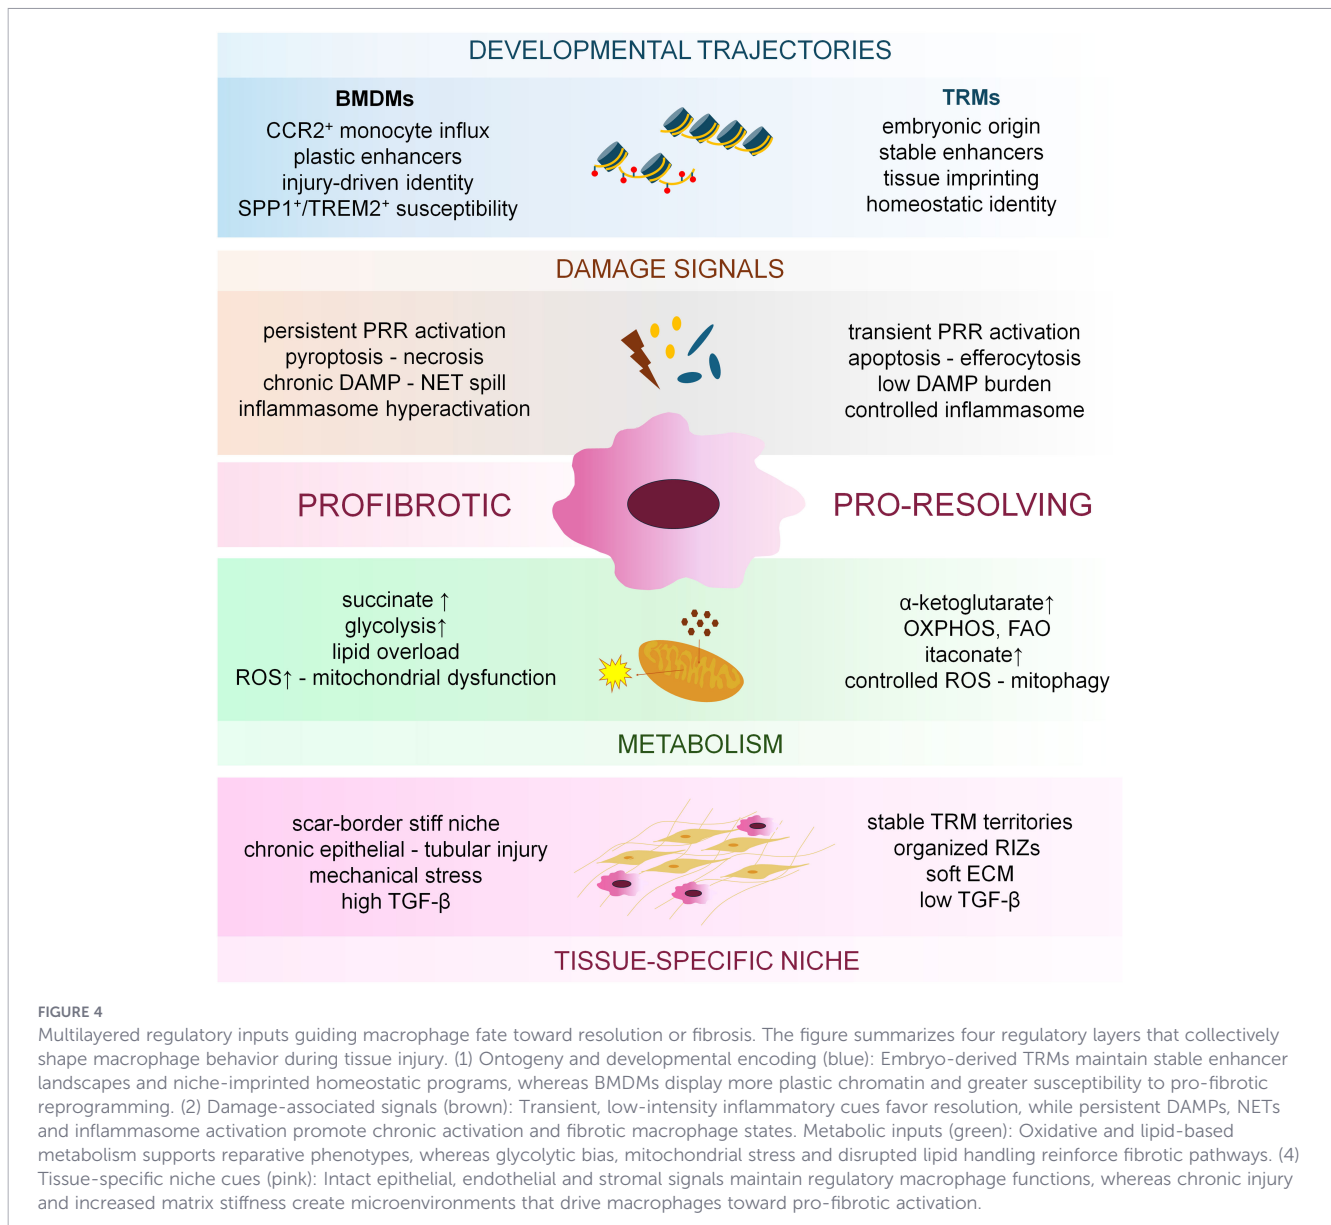 DEVELOPMENTAL TRAJECTORIES
BMDMs
CCR2⁺ monocyte influx
plastic enhancers
injury-driven identity
SPP1⁺/TREM2⁺ susceptibility
TRMs
embryonic origin
stable enhancers
tissue imprinting
homeostatic identity
DAMAGE SIGNALS
persistent PRR activation
pyroptosis - necrosis
chronic DAMP - NET spill
inflammasome hyperactivation
transient PRR activation
apoptosis - efferocytosis
low DAMP burden
controlled inflammasome
PROFIBROTIC
PRO-RESOLVING
succinate ↑
glycolysis↑
lipid overload
ROS↑ - mitochondrial dysfunction
α-ketoglutarate↑
OXPHOS, FAO
itaconate↑
controlled ROS - mitophagy
METABOLISM
scar-border stiff niche
chronic epithelial - tubular injury
mechanical stress
high TGF-β
stable TRM territories
organized RIZs
soft ECM
low TGF-β
TISSUE-SPECIFIC NICHE
FIGURE 4
Multilayered regulatory inputs guiding macrophage fate toward resolution or fibrosis. The figure summarizes four regulatory layers that collectively
shape macrophage behavior during tissue injury. (1) Ontogeny and developmental encoding (blue): Embryo-derived TRMs maintain stable enhancer
landscapes and niche-imprinted homeostatic programs, whereas BMDMs display more plastic chromatin and greater susceptibility to pro-fibrotic
reprogramming. (2) Damage-associated signals (brown): Transient, low-intensity inflammatory cues favor resolution, while persistent DAMPs, NETs
and inflammasome activation promote chronic activation and fibrotic macrophage states. Metabolic inputs (green): Oxidative and lipid-based
metabolism supports reparative phenotypes, whereas glycolytic bias, mitochondrial stress and disrupted lipid handling reinforce fibrotic pathways. (4)
Tissue-specific niche cues (pink): Intact epithelial, endothelial and stromal signals maintain regulatory macrophage functions, whereas chronic injury
and increased matrix stiffness create microenvironments that drive macrophages toward pro-fibrotic activation.